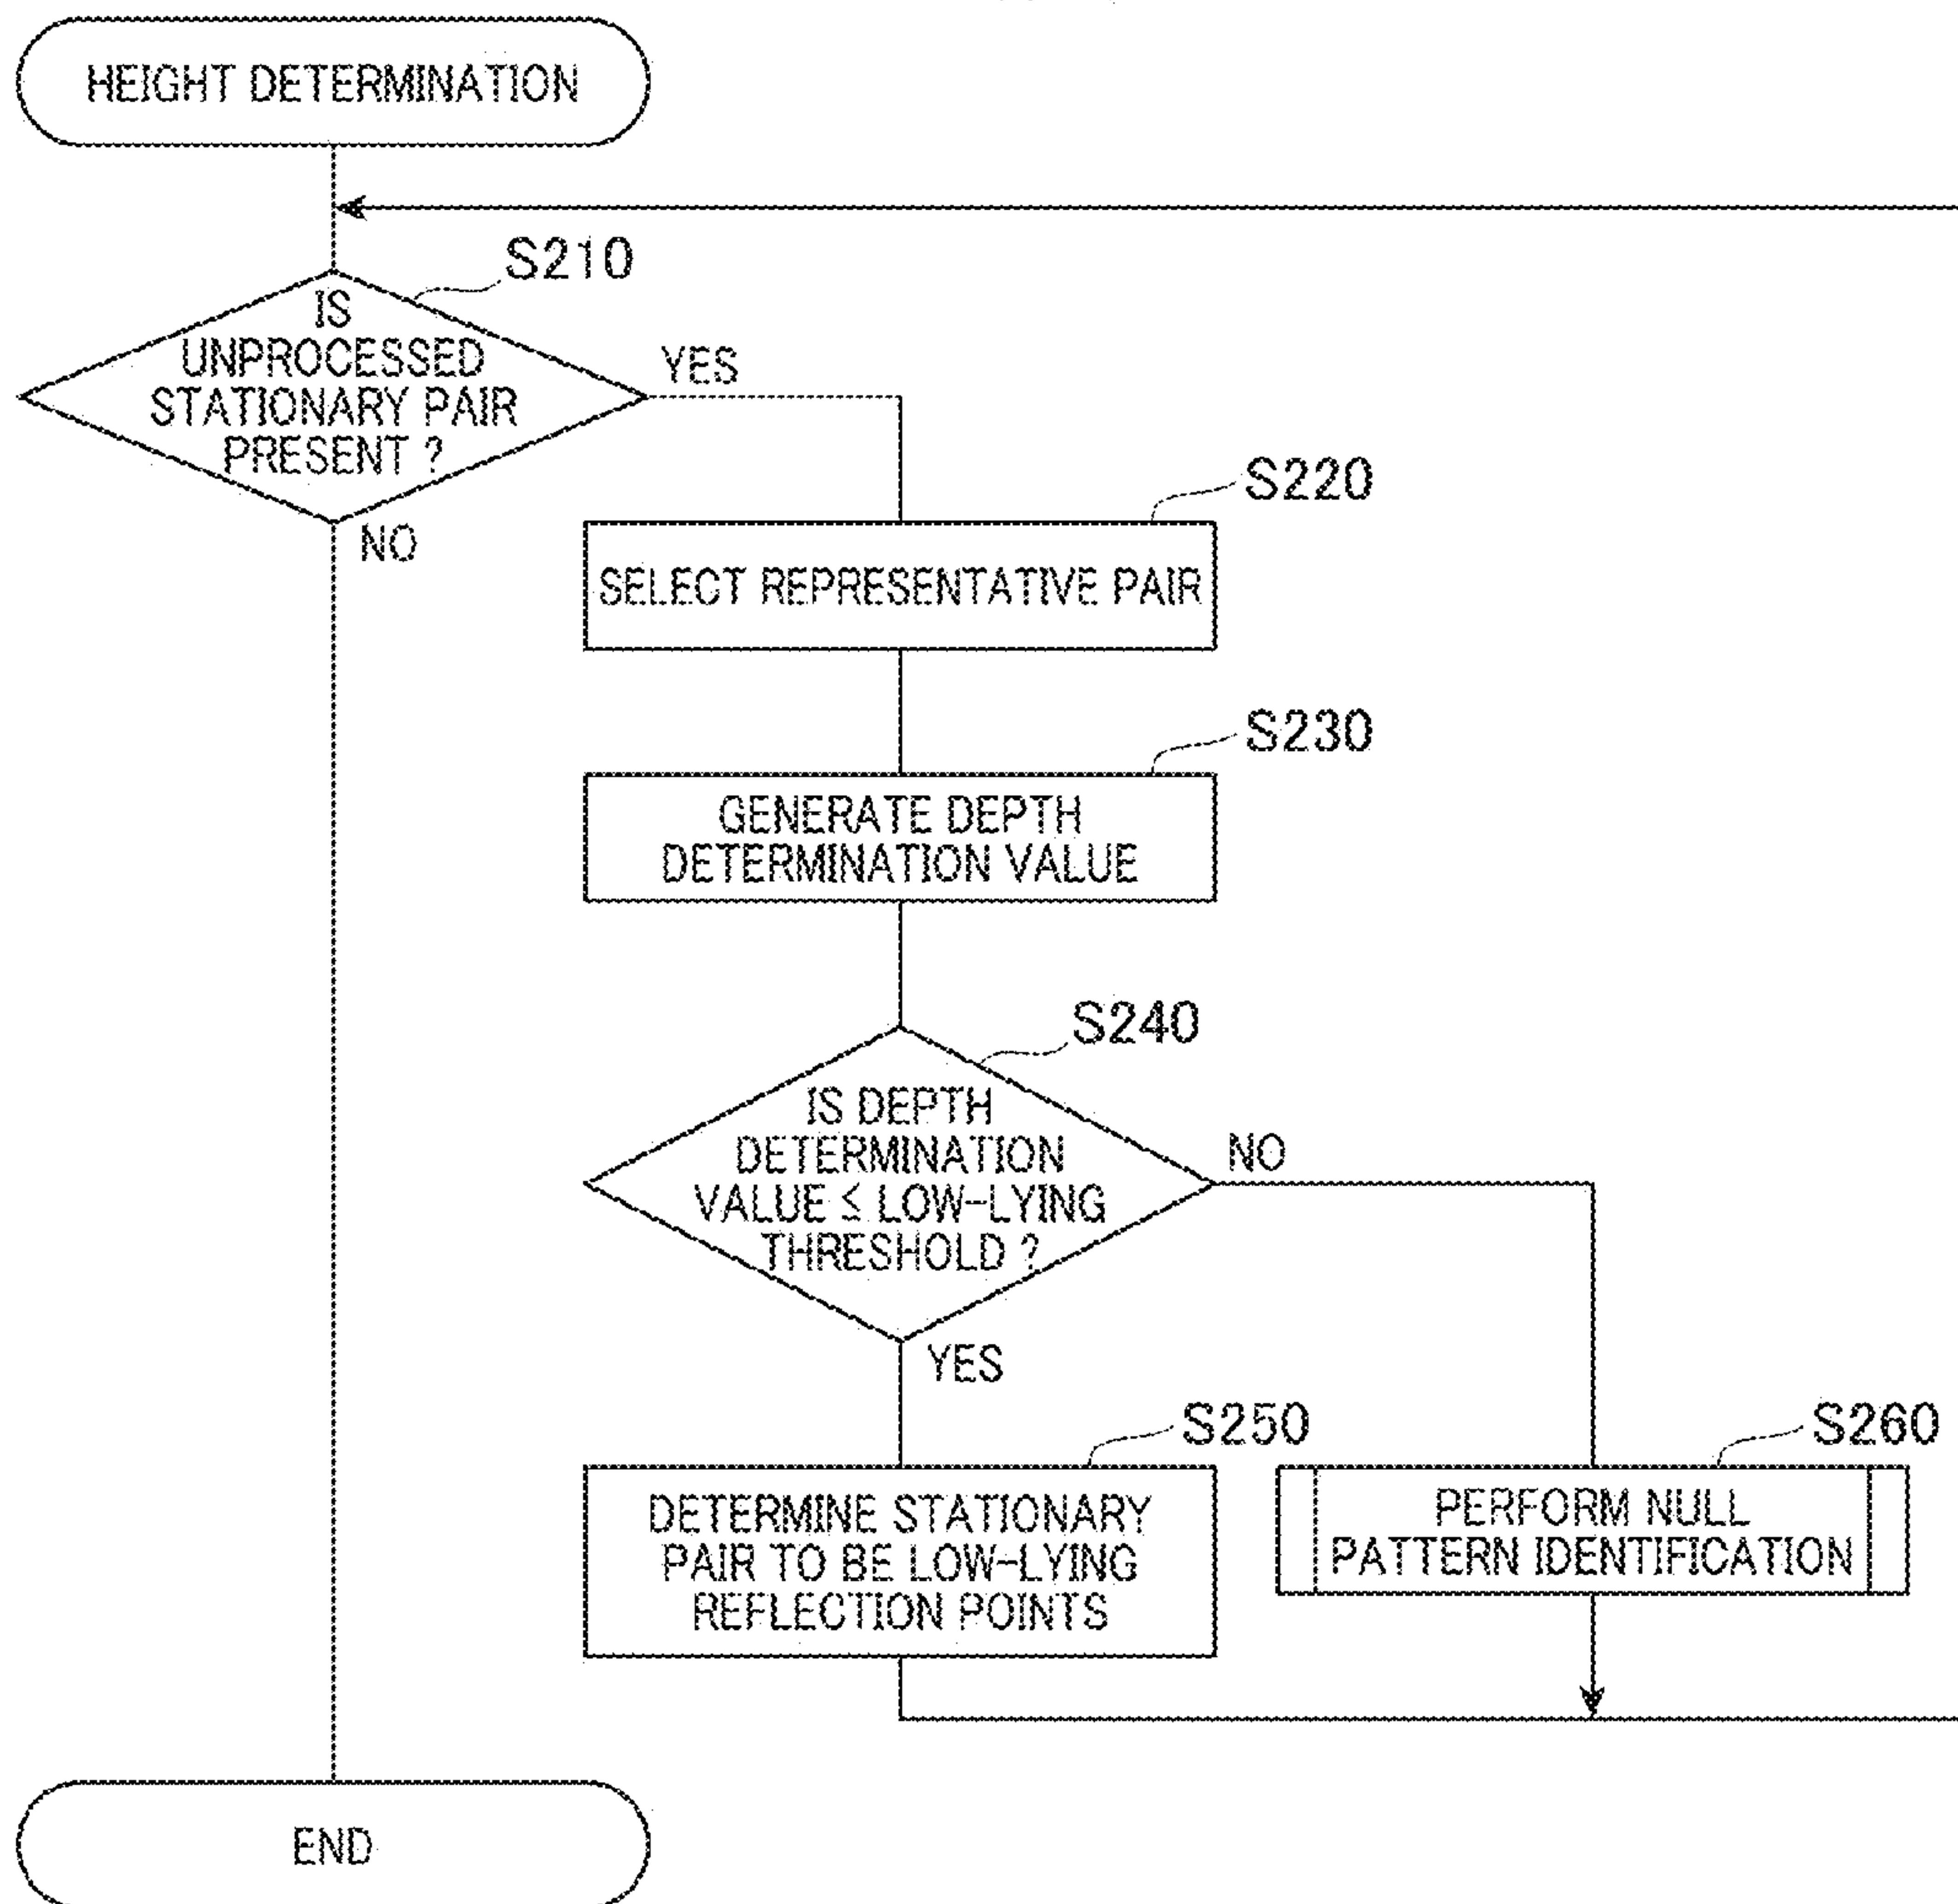 HEIGHT DETERMINATION
S210
IS
UNPROCESSED
STATIONARY PAIR
PRESENT ?
YES
NO
S220
SELECT REPRESENTATIVE PAIR
S230
GENERATE DEPTH
DETERMINATION VALUE
S240
IS DEPTH
DETERMINATION
VALUE ≤ LOW-LYING
THRESHOLD ?
NO
YES
S250
DETERMINE STATIONARY
PAIR TO BE LOW-LYING
REFLECTION POINTS
S260
PERFORM NULL
PATTERN IDENTIFICATION
END